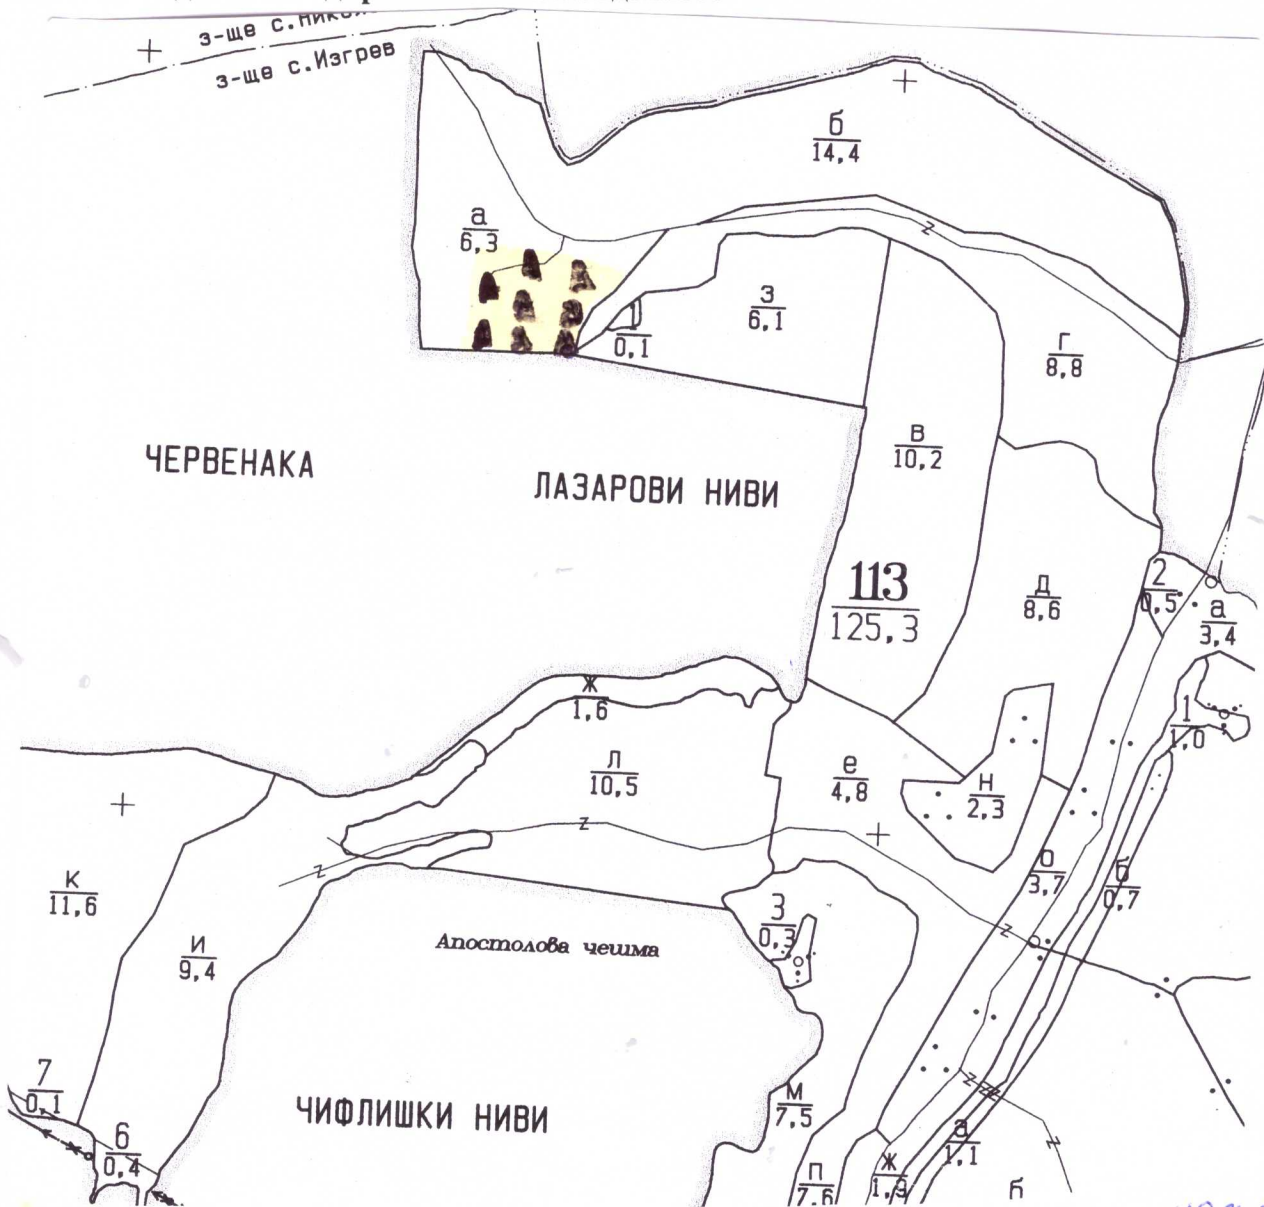 з-ще с.
з-ще с.Изгрев
б
14,4
а
6,3
З
6,1
1
0,1
г
8,8
в
10,2
ЧЕРВЕНАКА
ЛАЗАРОВИ НИВИ
113
125,3
д
8,6
2
0,5
а
3,4
ж
1,6
1
1,0
л
10,5
е
4,8
н
2,3
к
11,6
о
3,7
б
0,7
и
9,4
3
0,3
Апостолова чешма
7
0,1
6
0,4
ЧИФЛИШКИ НИВИ
м
7,5
а
1,1
п
7,6
ж
1,9
б